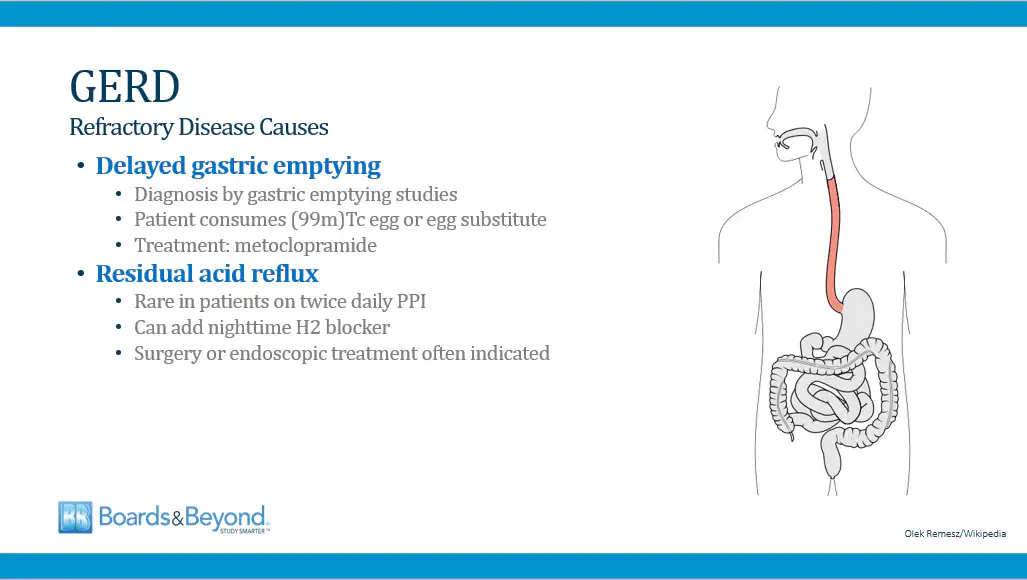 GERD
Refractory Disease Causes
• Delayed gastric emptying
• Diagnosis by gastric emptying studies
• Patient consumes (99m)Tc egg or egg substitute
• Treatment: metoclopramide
• Residual acid reflux
• Rare in patients on twice daily PPI
• Can add nighttime H2 blocker
• Surgery or endoscopic treatment often indicated
BB Boards&Beyond.
STUDY SMARTER™
Olek Remesz/Wikipedia